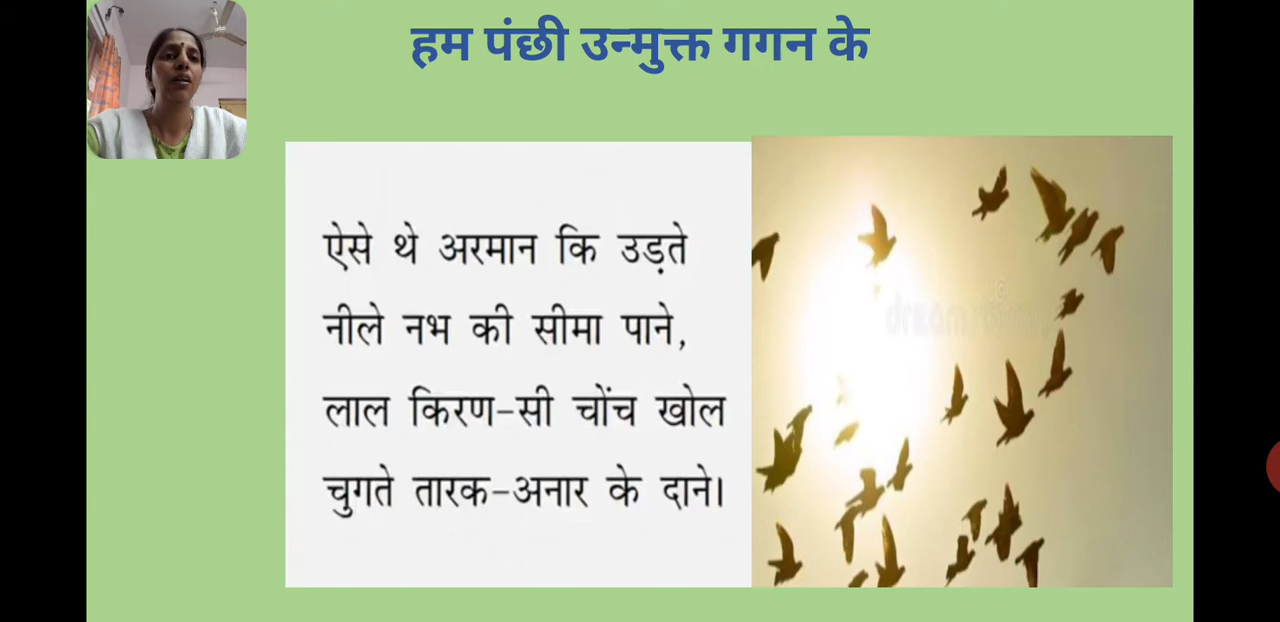 हम पंछी उन्मुक्त गगन के
ऐसे थे अरमान कि उड़ते
नीले नभ की सीमा पाने,
लाल किरण-सी चोंच खोल
चुगते तारक-अनार के दाने।